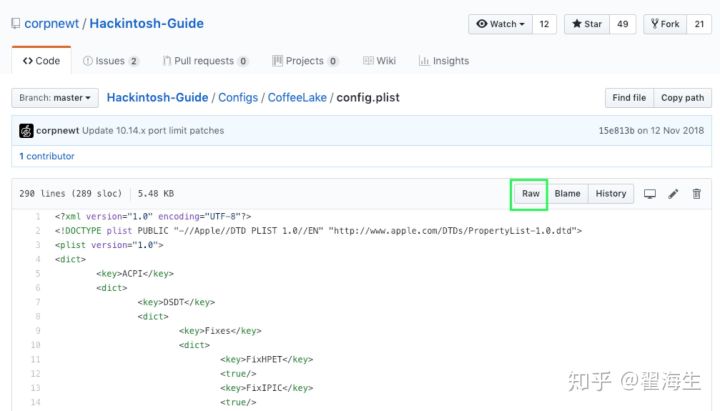 corpnewt / Hackintosh-Guide
Watch 12 Star 49 Fork 21
Code Issues 2 Pull requests 0 Projects 0 Wiki Insights
Branch: master Hackintosh-Guide / Configs / CoffeeLake / config.plist Find file Copy path
corpnewt Update 10.14.x port limit patches 15e813b on 12 Nov 2018
1 contributor
290 lines (289 sloc) 5.48 KB Raw Blame History
1 <?xml version="1.0" encoding="UTF-8"?>
2 <!DOCTYPE plist PUBLIC "-//Apple//DTD PLIST 1.0//EN" "http://www.apple.com/DTDs/PropertyList-1.0.dtd">
3 <plist version="1.0">
4 <dict>
5 <key>ACPI</key>
6 <dict>
7 <key>DSDT</key>
8 <dict>
9 <key>Fixes</key>
10 <dict>
11 <key>FixHPET</key>
12 <true/>
13 <key>FixIPIC</key>
14 <true/>
知乎 @翟海生